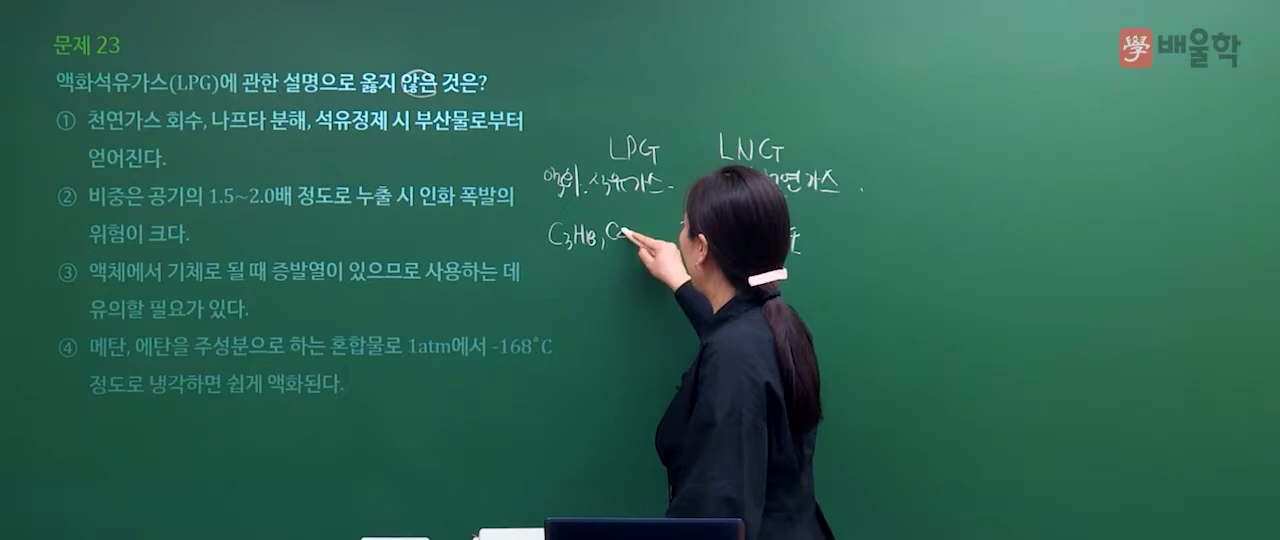 문제 23
액화석유가스(LPG)에 관한 설명으로 옳지 않은 것은?
① 천연가스 회수, 나프타 분해, 석유정제 시 부산물로부터
얻어진다.
② 비중은 공기의 1.5~2.0배 정도로 누출 시 인화 폭발의
위험이 크다.
③ 액체에서 기체로 될 때 증발열이 있으므로 사용하는 데
유의할 필요가 있다.
④ 메탄, 에탄을 주성분으로 하는 혼합물로 1atm에서 -168℃
정도로 냉각하면 쉽게 액화된다.
學 배울학
LPG LNG
액화석유가스 연가스
C₃H₈, C